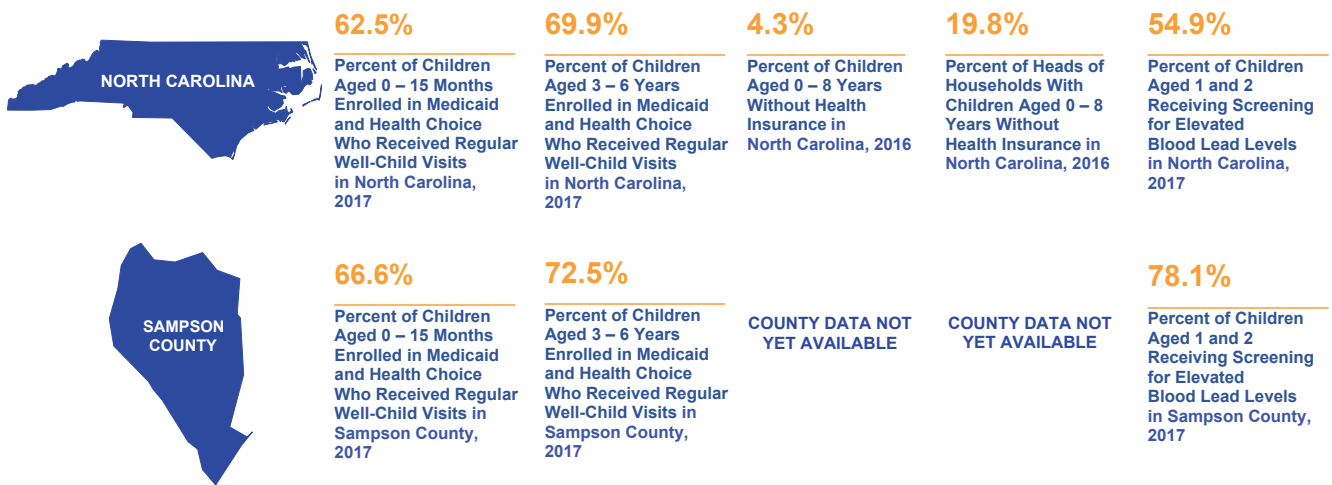 NORTH CAROLINA
62.5%
Percent of Children
Aged 0 – 15 Months
Enrolled in Medicaid
and Health Choice
Who Received Regular
Well-Child Visits
in North Carolina,
2017
69.9%
Percent of Children
Aged 3 – 6 Years
Enrolled in Medicaid
and Health Choice
Who Received Regular
Well-Child Visits
in North Carolina,
2017
4.3%
Percent of Children
Aged 0 – 8 Years
Without Health
Insurance in
North Carolina, 2016
19.8%
Percent of Heads of
Households With
Children Aged 0 – 8
Years Without
Health Insurance in
North Carolina, 2016
54.9%
Percent of Children
Aged 1 and 2
Receiving Screening
for Elevated
Blood Lead Levels
in North Carolina,
2017
SAMPSON
COUNTY
66.6%
Percent of Children
Aged 0 – 15 Months
Enrolled in Medicaid
and Health Choice
Who Received Regular
Well-Child Visits in
Sampson County,
2017
72.5%
Percent of Children
Aged 3 – 6 Years
Enrolled in Medicaid
and Health Choice
Who Received Regular
Well-Child Visits in
Sampson County,
2017
COUNTY DATA NOT
YET AVAILABLE
COUNTY DATA NOT
YET AVAILABLE
78.1%
Percent of Children
Aged 1 and 2
Receiving Screening
for Elevated
Blood Lead Levels
in Sampson County,
2017